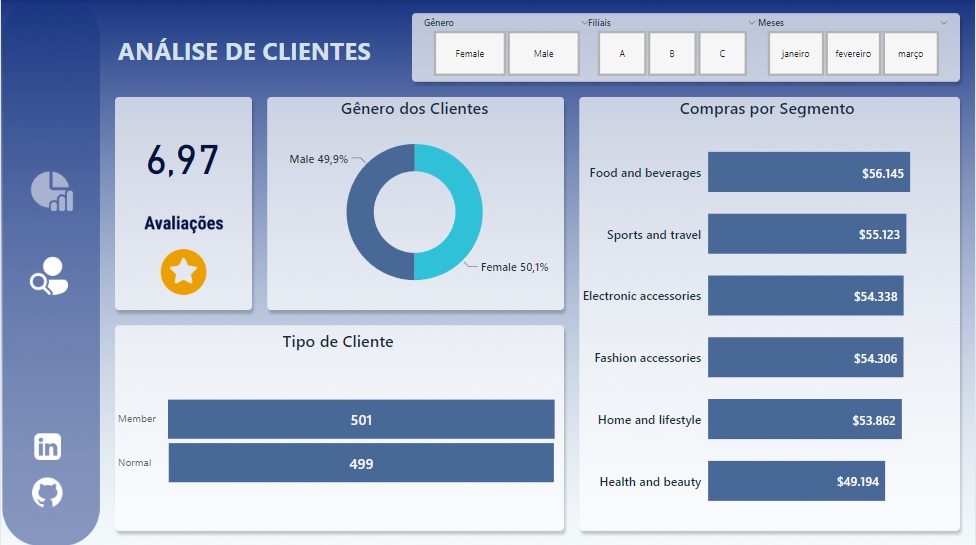 ANÁLISE DE CLIENTES
Gênero
Female
Male
Filiais
A
B
C
Meses
janeiro
fevereiro
março
6,97
Avaliações
Gênero dos Clientes
Male 49,9%
Female 50,1%
Tipo de Cliente
Member 501
Normal 499
Compras por Segmento
Food and beverages $56.145
Sports and travel $55.123
Electronic accessories $54.338
Fashion accessories $54.306
Home and lifestyle $53.862
Health and beauty $49.194
in